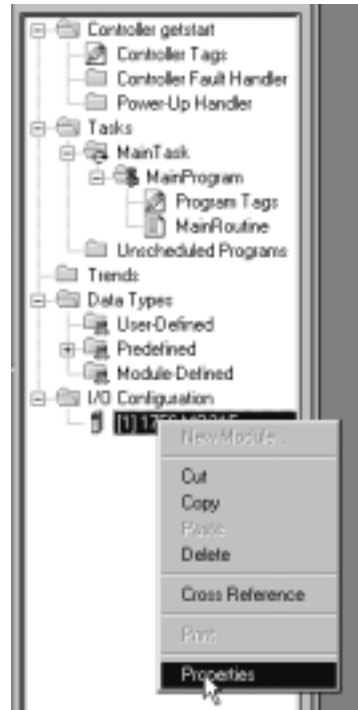 Controller getstart
Controller Tags
Controller Fault Handler
Power-Up Handler
Tasks
MainTask
MainProgram
Program Tags
MainRoutine
Unscheduled Programs
Trends
Data Types
User-Defined
Predefined
Module-Defined
I/O Configuration
[1]
New Module...
Cut
Copy
Paste
Delete
Cross Reference
Print
Properties